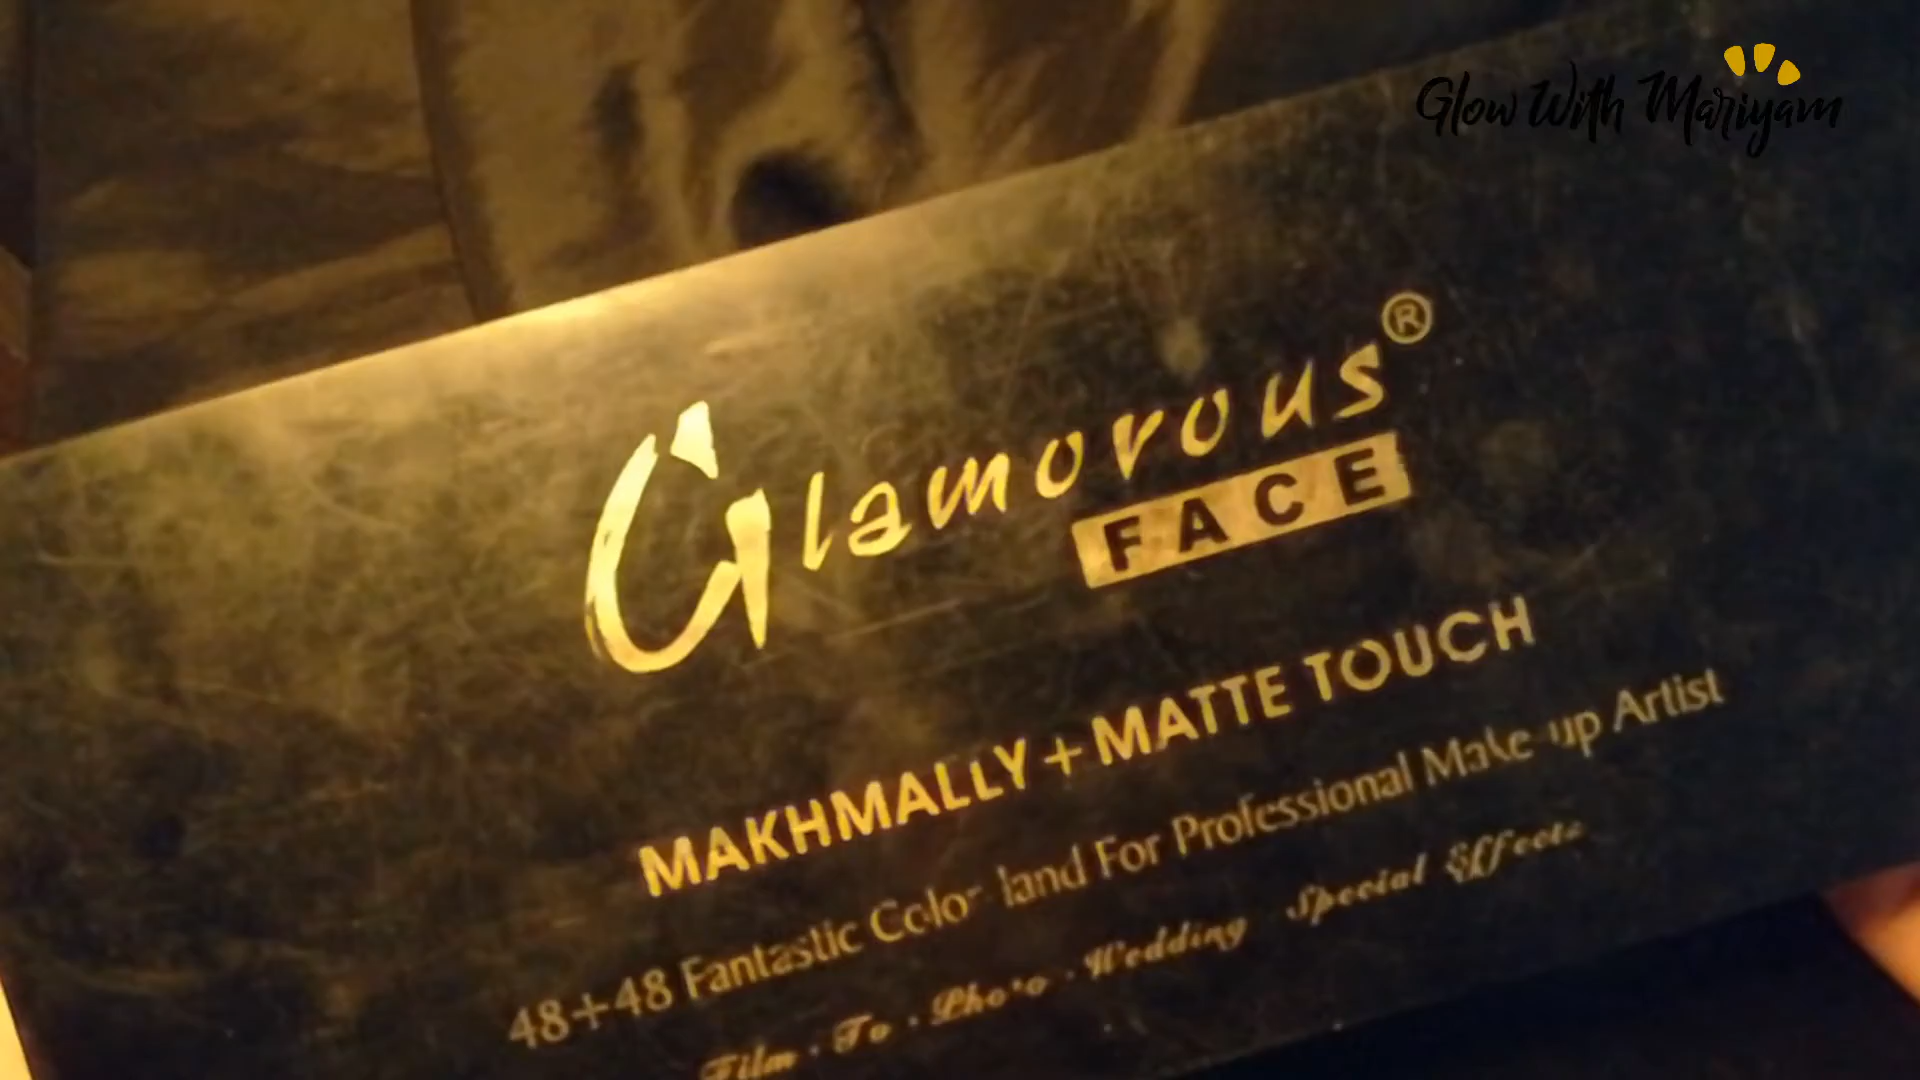 Glow With Mariyam
Glamorous®
FACE
MAKHMALLY+MATTE TOUCH
48+48 Fantastic Color land For Professional Make-up Artist
Film · To · Photo · Wedding Special Effects